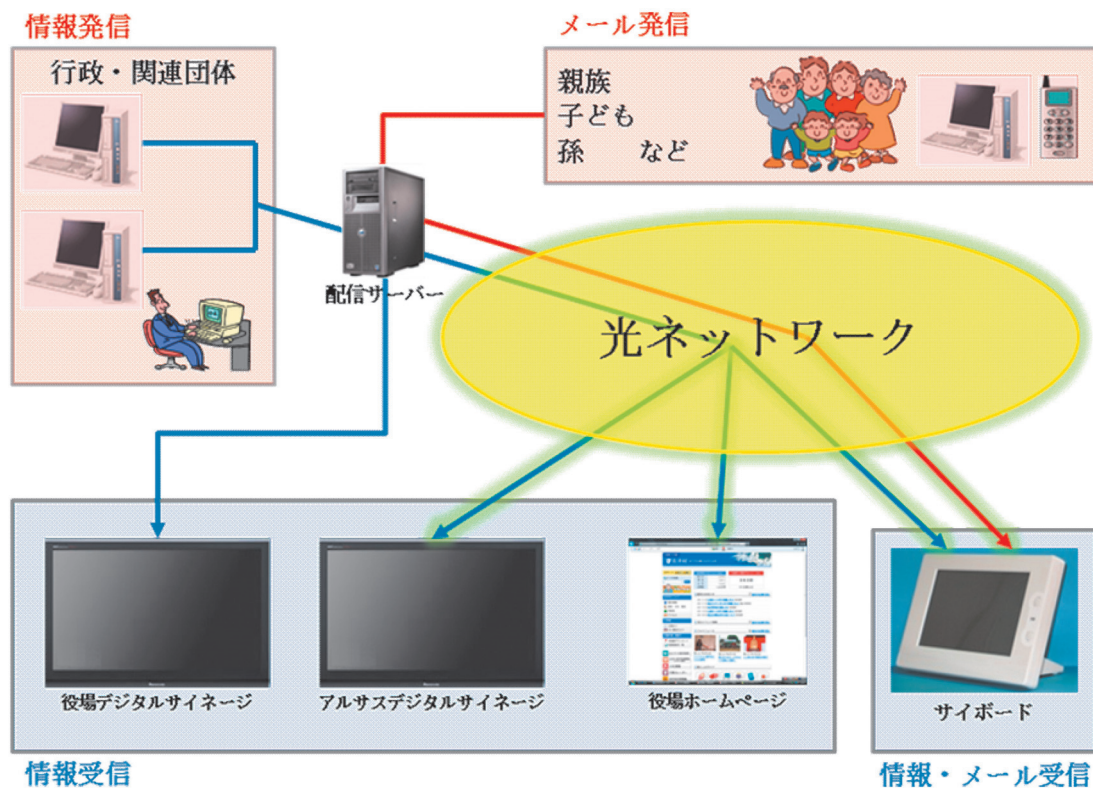 情報発信
メール発信
行政・関連団体
親族
子ども
孫　　など
配信サーバー
光ネットワーク
役場デジタルサイネージ
アルサスデジタルサイネージ
役場ホームページ
サイボード
情報受信
情報・メール受信